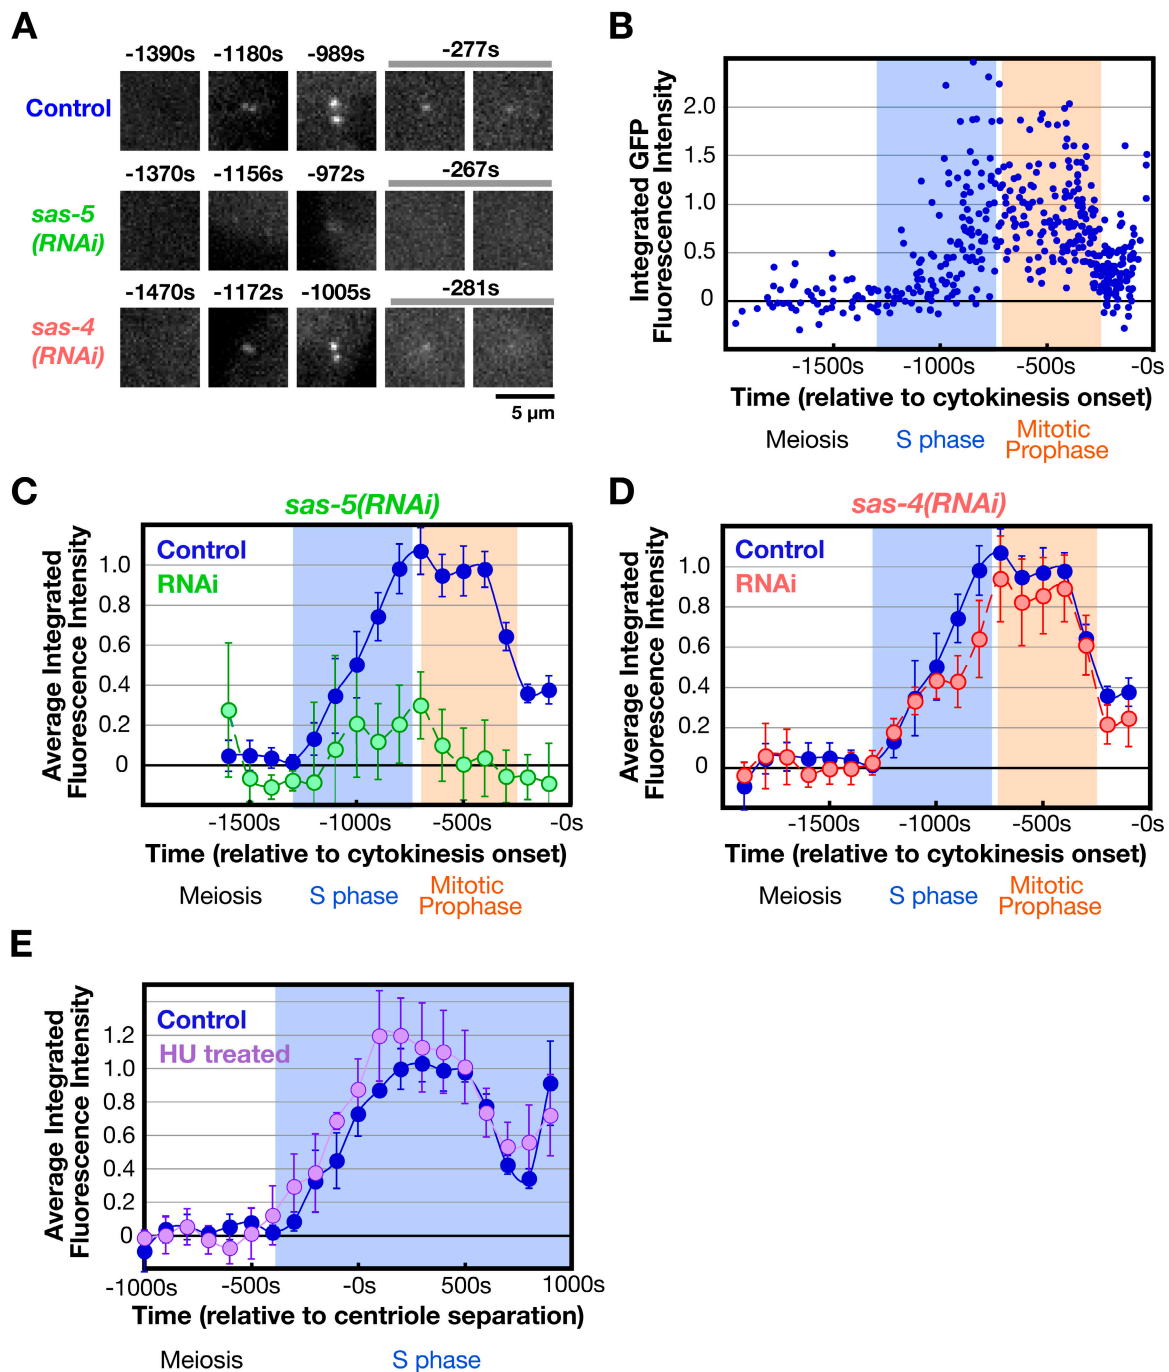 A
-1390s -1180s -989s -277s
Control
-1370s -1156s -972s -267s
sas-5
(RNAi)
-1470s -1172s -1005s -281s
sas-4
(RNAi)
5 µm
B
Integrated GFP
Fluorescence Intensity
2.0
1.5
1.0
0.5
0
-1500s -1000s -500s -0s
Time (relative to cytokinesis onset)
Meiosis S phase Mitotic
Prophase
C
sas-5(RNAi)
Control
RNAi
Average Integrated
Fluorescence Intensity
1.0
0.8
0.6
0.4
0.2
0
-1500s -1000s -500s -0s
Time (relative to cytokinesis onset)
Meiosis S phase Mitotic
Prophase
D
sas-4(RNAi)
Control
RNAi
Average Integrated
Fluorescence Intensity
1.0
0.8
0.6
0.4
0.2
0
-1500s -1000s -500s -0s
Time (relative to cytokinesis onset)
Meiosis S phase Mitotic
Prophase
E
Control
HU treated
Average Integrated
Fluorescence Intensity
1.2
1.0
0.8
0.6
0.4
0.2
0
-1000s -500s -0s 500s 1000s
Time (relative to centriole separation)
Meiosis S phase